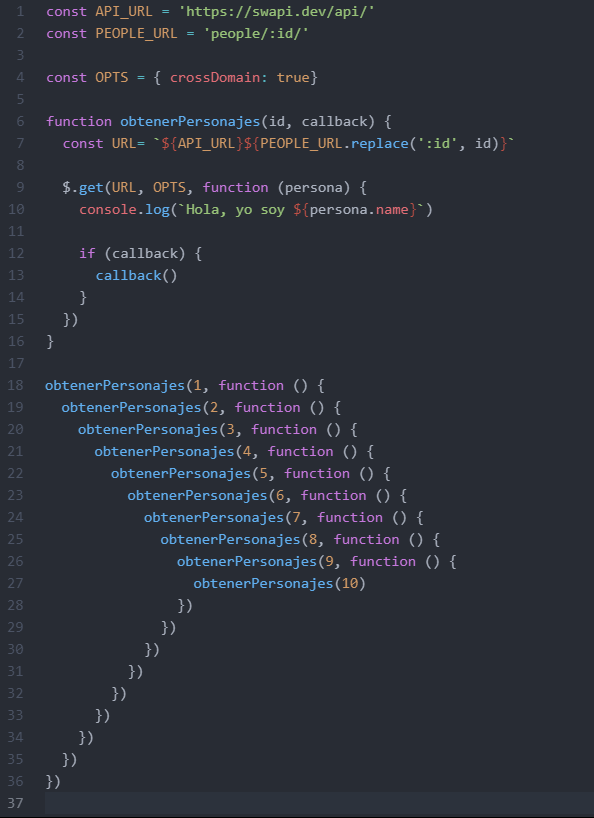 1 const API_URL = 'https://swapi.dev/api/'
2 const PEOPLE_URL = 'people/:id/'
3
4 const OPTS = { crossDomain: true}
5
6 function obtenerPersonajes(id, callback) {
7   const URL= `${API_URL}${PEOPLE_URL.replace(':id', id)}`
8
9   $.get(URL, OPTS, function (persona) {
10     console.log(`Hola, yo soy ${persona.name}`)
11
12     if (callback) {
13       callback()
14     }
15   })
16 }
17
18 obtenerPersonajes(1, function () {
19   obtenerPersonajes(2, function () {
20     obtenerPersonajes(3, function () {
21       obtenerPersonajes(4, function () {
22         obtenerPersonajes(5, function () {
23           obtenerPersonajes(6, function () {
24             obtenerPersonajes(7, function () {
25               obtenerPersonajes(8, function () {
26                 obtenerPersonajes(9, function () {
27                   obtenerPersonajes(10)
28                 })
29               })
30             })
31           })
32         })
33       })
34     })
35   })
36 })
37